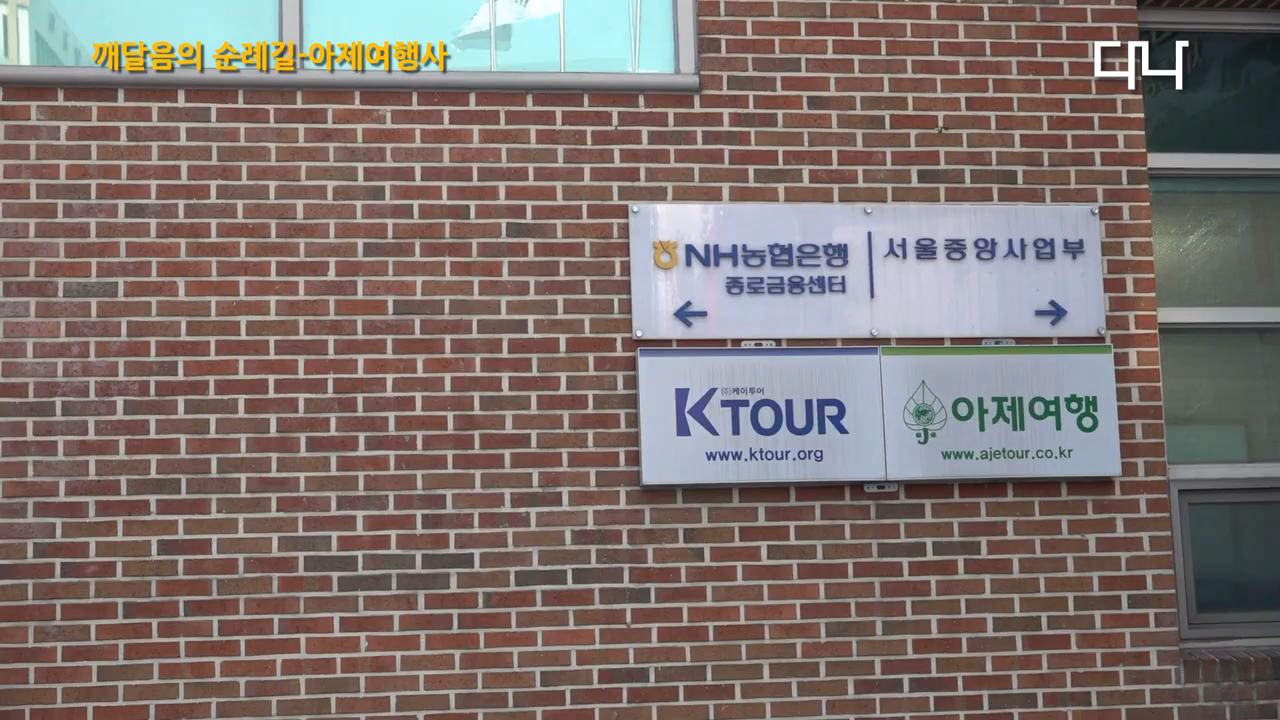 깨달음의 순례길-아제여행사
디나
NH농협은행
종로금융센터
서울중앙사업부
(주)케이투어
KTOUR
www.ktour.org
아제여행
www.ajetour.co.kr